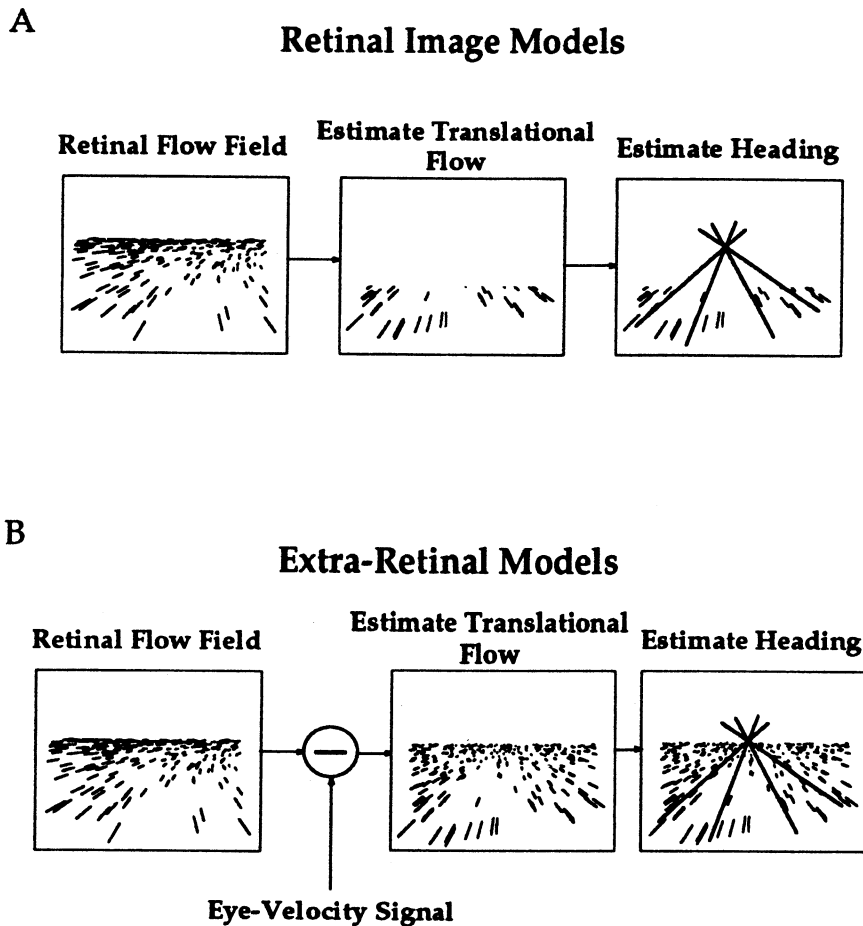 A
Retinal Image Models
Retinal Flow Field
Estimate Translational
Flow
Estimate Heading
B
Extra-Retinal Models
Retinal Flow Field
Estimate Translational
Flow
Estimate Heading
Eye-Velocity Signal